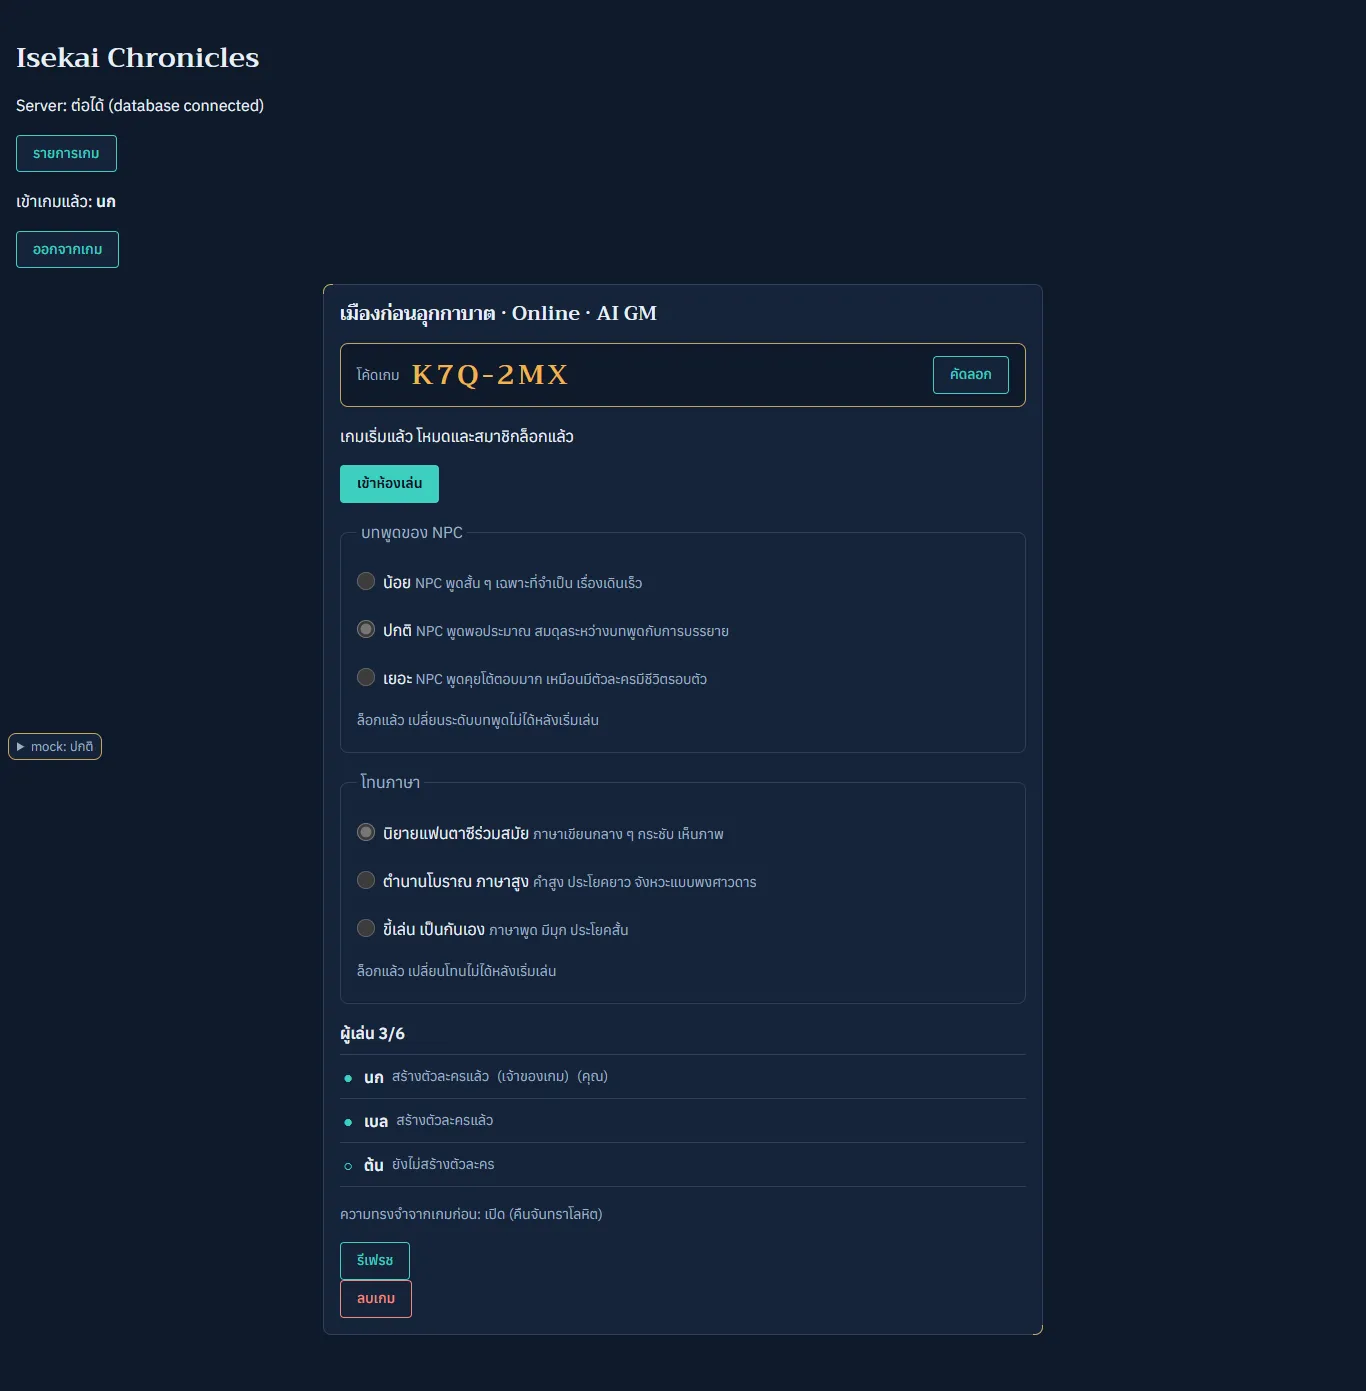 Isekai Chronicles
Server: ต่อได้ (database connected)
รายการเกม
เข้าเกมแล้ว: นก
ออกจากเกม
เมืองก่อนอุกกาบาต · Online · AI GM
โค้ดเกม K7Q-2MX คัดลอก
เกมเริ่มแล้ว โหมดและสมาชิกล็อกแล้ว
เข้าห้องเล่น
บทพูดของ NPC
น้อย NPC พูดสั้น ๆ เฉพาะที่จำเป็น เรื่องเดินเร็ว
ปกติ NPC พูดพอประมาณ สมดุลระหว่างบทพูดกับการบรรยาย
เยอะ NPC พูดคุยโต้ตอบมาก เหมือนมีตัวละครมีชีวิตรอบตัว
ล็อกแล้ว เปลี่ยนระดับบทพูดไม่ได้หลังเริ่มเล่น
mock: ปกติ
โทนภาษา
นิยายแฟนตาซีร่วมสมัย ภาษาเขียนกลาง ๆ กระชับ เห็นภาพ
ตำนานโบราณ ภาษาสูง คำสูง ประโยคยาว จังหวะแบบพงศาวดาร
ขี้เล่น เป็นกันเอง ภาษาพูด มีมุก ประโยคสั้น
ล็อกแล้ว เปลี่ยนโทนไม่ได้หลังเริ่มเล่น
ผู้เล่น 3/6
นก สร้างตัวละครแล้ว (เจ้าของเกม) (คุณ)
เบล สร้างตัวละครแล้ว
ต้น ยังไม่สร้างตัวละคร
ความทรงจำจากเกมก่อน: เปิด (คืนจันทราโลหิต)
รีเฟรช
ลบเกม